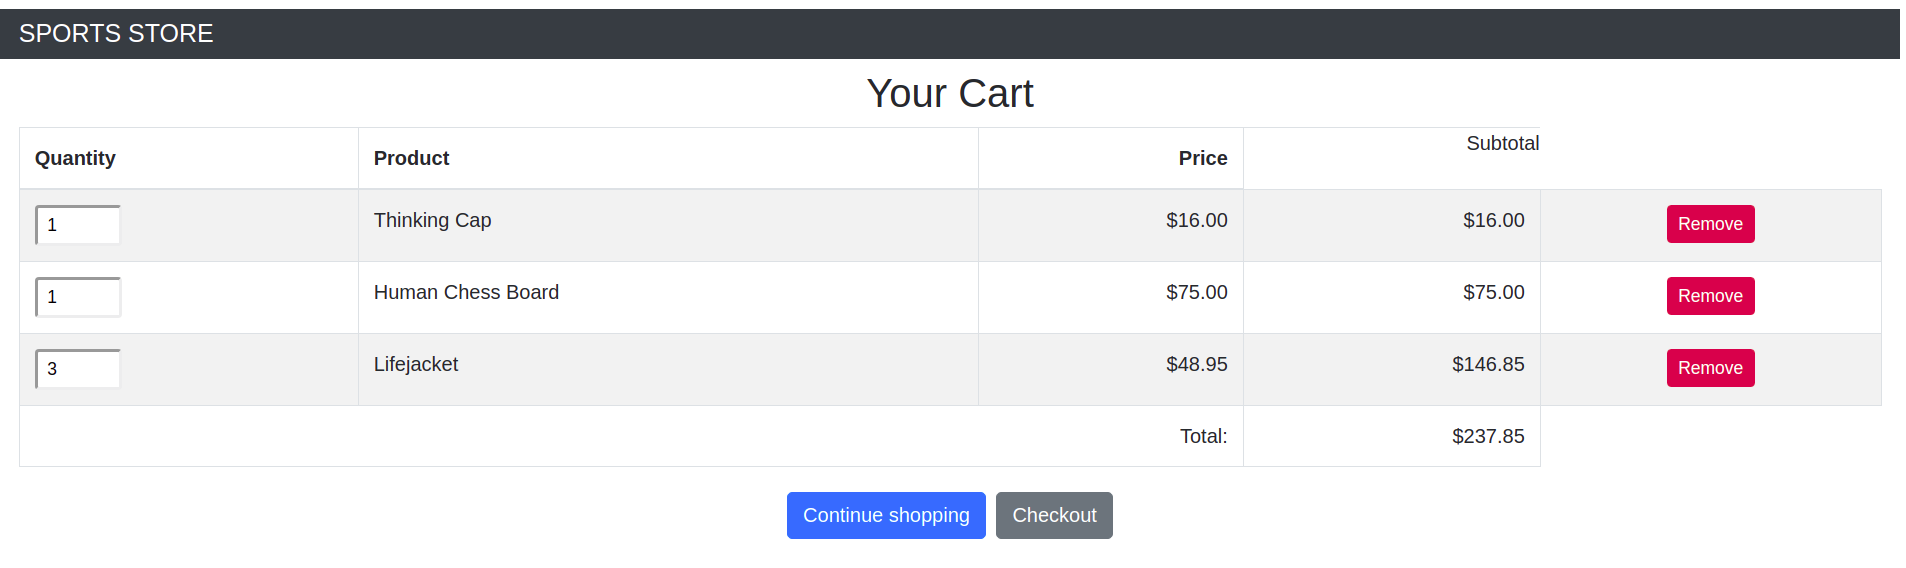 SPORTS STORE
Your Cart
Quantity Product Price Subtotal
1 Thinking Cap $16.00 $16.00 Remove
1 Human Chess Board $75.00 $75.00 Remove
3 Lifejacket $48.95 $146.85 Remove
Total: $237.85
Continue shopping Checkout